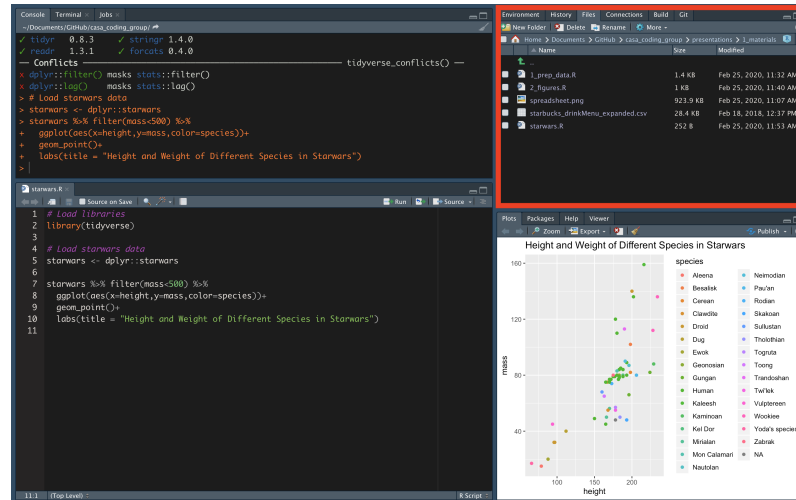 Console Terminal × Jobs ×
~/Documents/GitHub/casa_coding_group/
✓ tidyr 0.8.3 ✓ stringr 1.4.0
✓ readr 1.3.1 ✓ forcats 0.4.0
— Conflicts — tidyverse_conflicts() —
x dplyr::filter() masks stats::filter()
x dplyr::lag() masks stats::lag()
> # Load starwars data
> starwars <- dplyr::starwars
> starwars %>% filter(mass<500) %>%
+ ggplot(aes(x=height,y=mass,color=species))+
+ geom_point()+
+ labs(title = "Height and Weight of Different Species in Starwars")
>
starwars.R ×
Source on Save Run Source
1 # Load libraries
2 library(tidyverse)
3
4 # Load starwars data
5 starwars <- dplyr::starwars
6
7 starwars %>% filter(mass<500) %>%
8 ggplot(aes(x=height,y=mass,color=species))+
9 geom_point()+
10 labs(title = "Height and Weight of Different Species in Starwars")
11
11:1 (Top Level) R Script
Environment History Files Connections Build Git
New Folder Delete Rename More
Home > Documents > GitHub > casa_coding_group > presentations > 1_materials
Name Size Modified
..
1_prep_data.R 1.4 KB Feb 25, 2020, 11:32 AM
2_figures.R 1 KB Feb 25, 2020, 11:40 AM
spreadsheet.png 923.9 KB Feb 25, 2020, 11:07 AM
starbucks_drinkMenu_expanded.csv 28.4 KB Feb 18, 2018, 12:37 PM
starwars.R 252 B Feb 25, 2020, 11:53 AM
Plots Packages Help Viewer
Zoom Export Publish
Height and Weight of Different Species in Starwars
160
120
80
40
mass
100 150 200
height
species
Aleena Neimodian
Besalisk Pau'an
Cerean Rodian
Clawdite Skakoan
Droid Sullustan
Dug Tholothian
Ewok Togruta
Geonosian Toong
Gungan Trandoshan
Human Twi'lek
Kaleesh Vulptereen
Kaminoan Wookiee
Kel Dor Yoda's species
Mirialan Zabrak
Mon Calamari NA
Nautolan